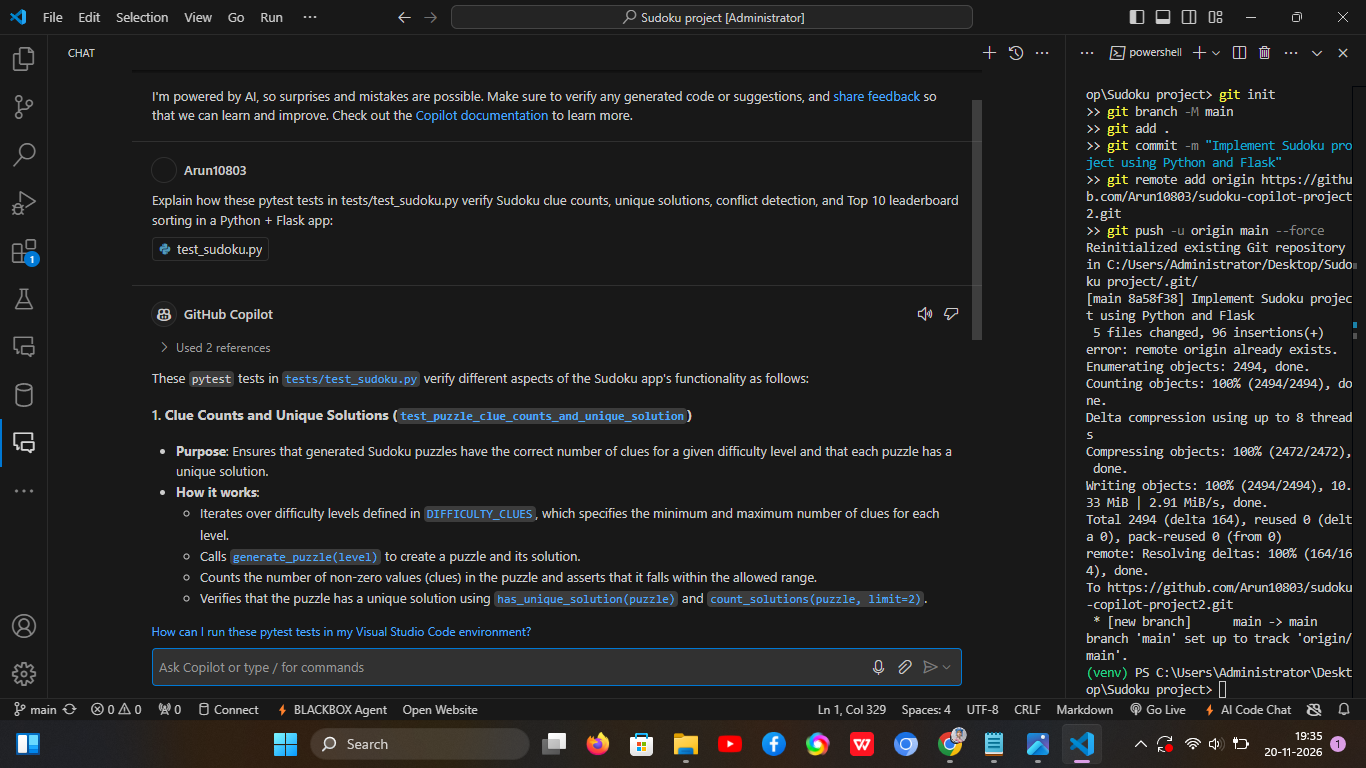 File Edit Selection View Go Run ···
Sudoku project [Administrator]
CHAT
I'm powered by AI, so surprises and mistakes are possible. Make sure to verify any generated code or suggestions, and share feedback so
that we can learn and improve. Check out the Copilot documentation to learn more.
Arun10803
Explain how these pytest tests in tests/test_sudoku.py verify Sudoku clue counts, unique solutions, conflict detection, and Top 10 leaderboard
sorting in a Python + Flask app:
test_sudoku.py
GitHub Copilot
Used 2 references
These pytest tests in tests/test_sudoku.py verify different aspects of the Sudoku app's functionality as follows:
1. Clue Counts and Unique Solutions (test_puzzle_clue_counts_and_unique_solution)
• Purpose: Ensures that generated Sudoku puzzles have the correct number of clues for a given difficulty level and that each puzzle has a
unique solution.
• How it works:
Iterates over difficulty levels defined in DIFFICULTY_CLUES, which specifies the minimum and maximum number of clues for each
level.
Calls generate_puzzle(level) to create a puzzle and its solution.
Counts the number of non-zero values (clues) in the puzzle and asserts that it falls within the allowed range.
Verifies that the puzzle has a unique solution using has_unique_solution(puzzle) and count_solutions(puzzle, limit=2).
How can I run these pytest tests in my Visual Studio Code environment?
Ask Copilot or type / for commands
powershell
op\Sudoku project> git init
>> git branch -M main
>> git add .
>> git commit -m "Implement Sudoku pro
ject using Python and Flask"
>> git remote add origin https://githu
b.com/Arun10803/sudoku-copilot-project
2.git
>> git push -u origin main --force
Reinitialized existing Git repository
in C:/Users/Administrator/Desktop/Sudo
ku project/.git/
[main 8a58f38] Implement Sudoku projec
t using Python and Flask
5 files changed, 96 insertions(+)
error: remote origin already exists.
Enumerating objects: 2494, done.
Counting objects: 100% (2494/2494), do
ne.
Delta compression using up to 8 thread
s
Compressing objects: 100% (2472/2472),
done.
Writing objects: 100% (2494/2494), 10.
33 MiB | 2.91 MiB/s, done.
Total 2494 (delta 164), reused 0 (delt
a 0), pack-reused 0 (from 0)
remote: Resolving deltas: 100% (164/16
4), done.
To https://github.com/Arun10803/sudoku
-copilot-project2.git
* [new branch] main -> main
branch 'main' set up to track 'origin/
main'.
(venv) PS C:\Users\Administrator\Deskt
op\Sudoku project>
1
main 0 0 0 Connect BLACKBOX Agent Open Website Ln 1, Col 329 Spaces: 4 UTF-8 CRLF Markdown Go Live AI Code Chat
Search
19:35
20-11-2026
1